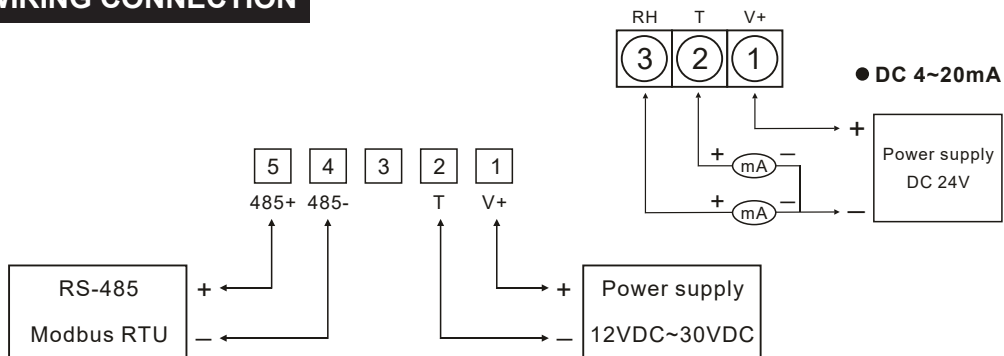 WIRING CONNECTION
RH T V+
3 2 1
● DC 4~20mA
+
Power supply
DC 24V
+ mA –
+ mA – –
5 4 3 2 1
485+ 485- T V+
RS-485
Modbus RTU
+
–
+
–
Power supply
12VDC~30VDC